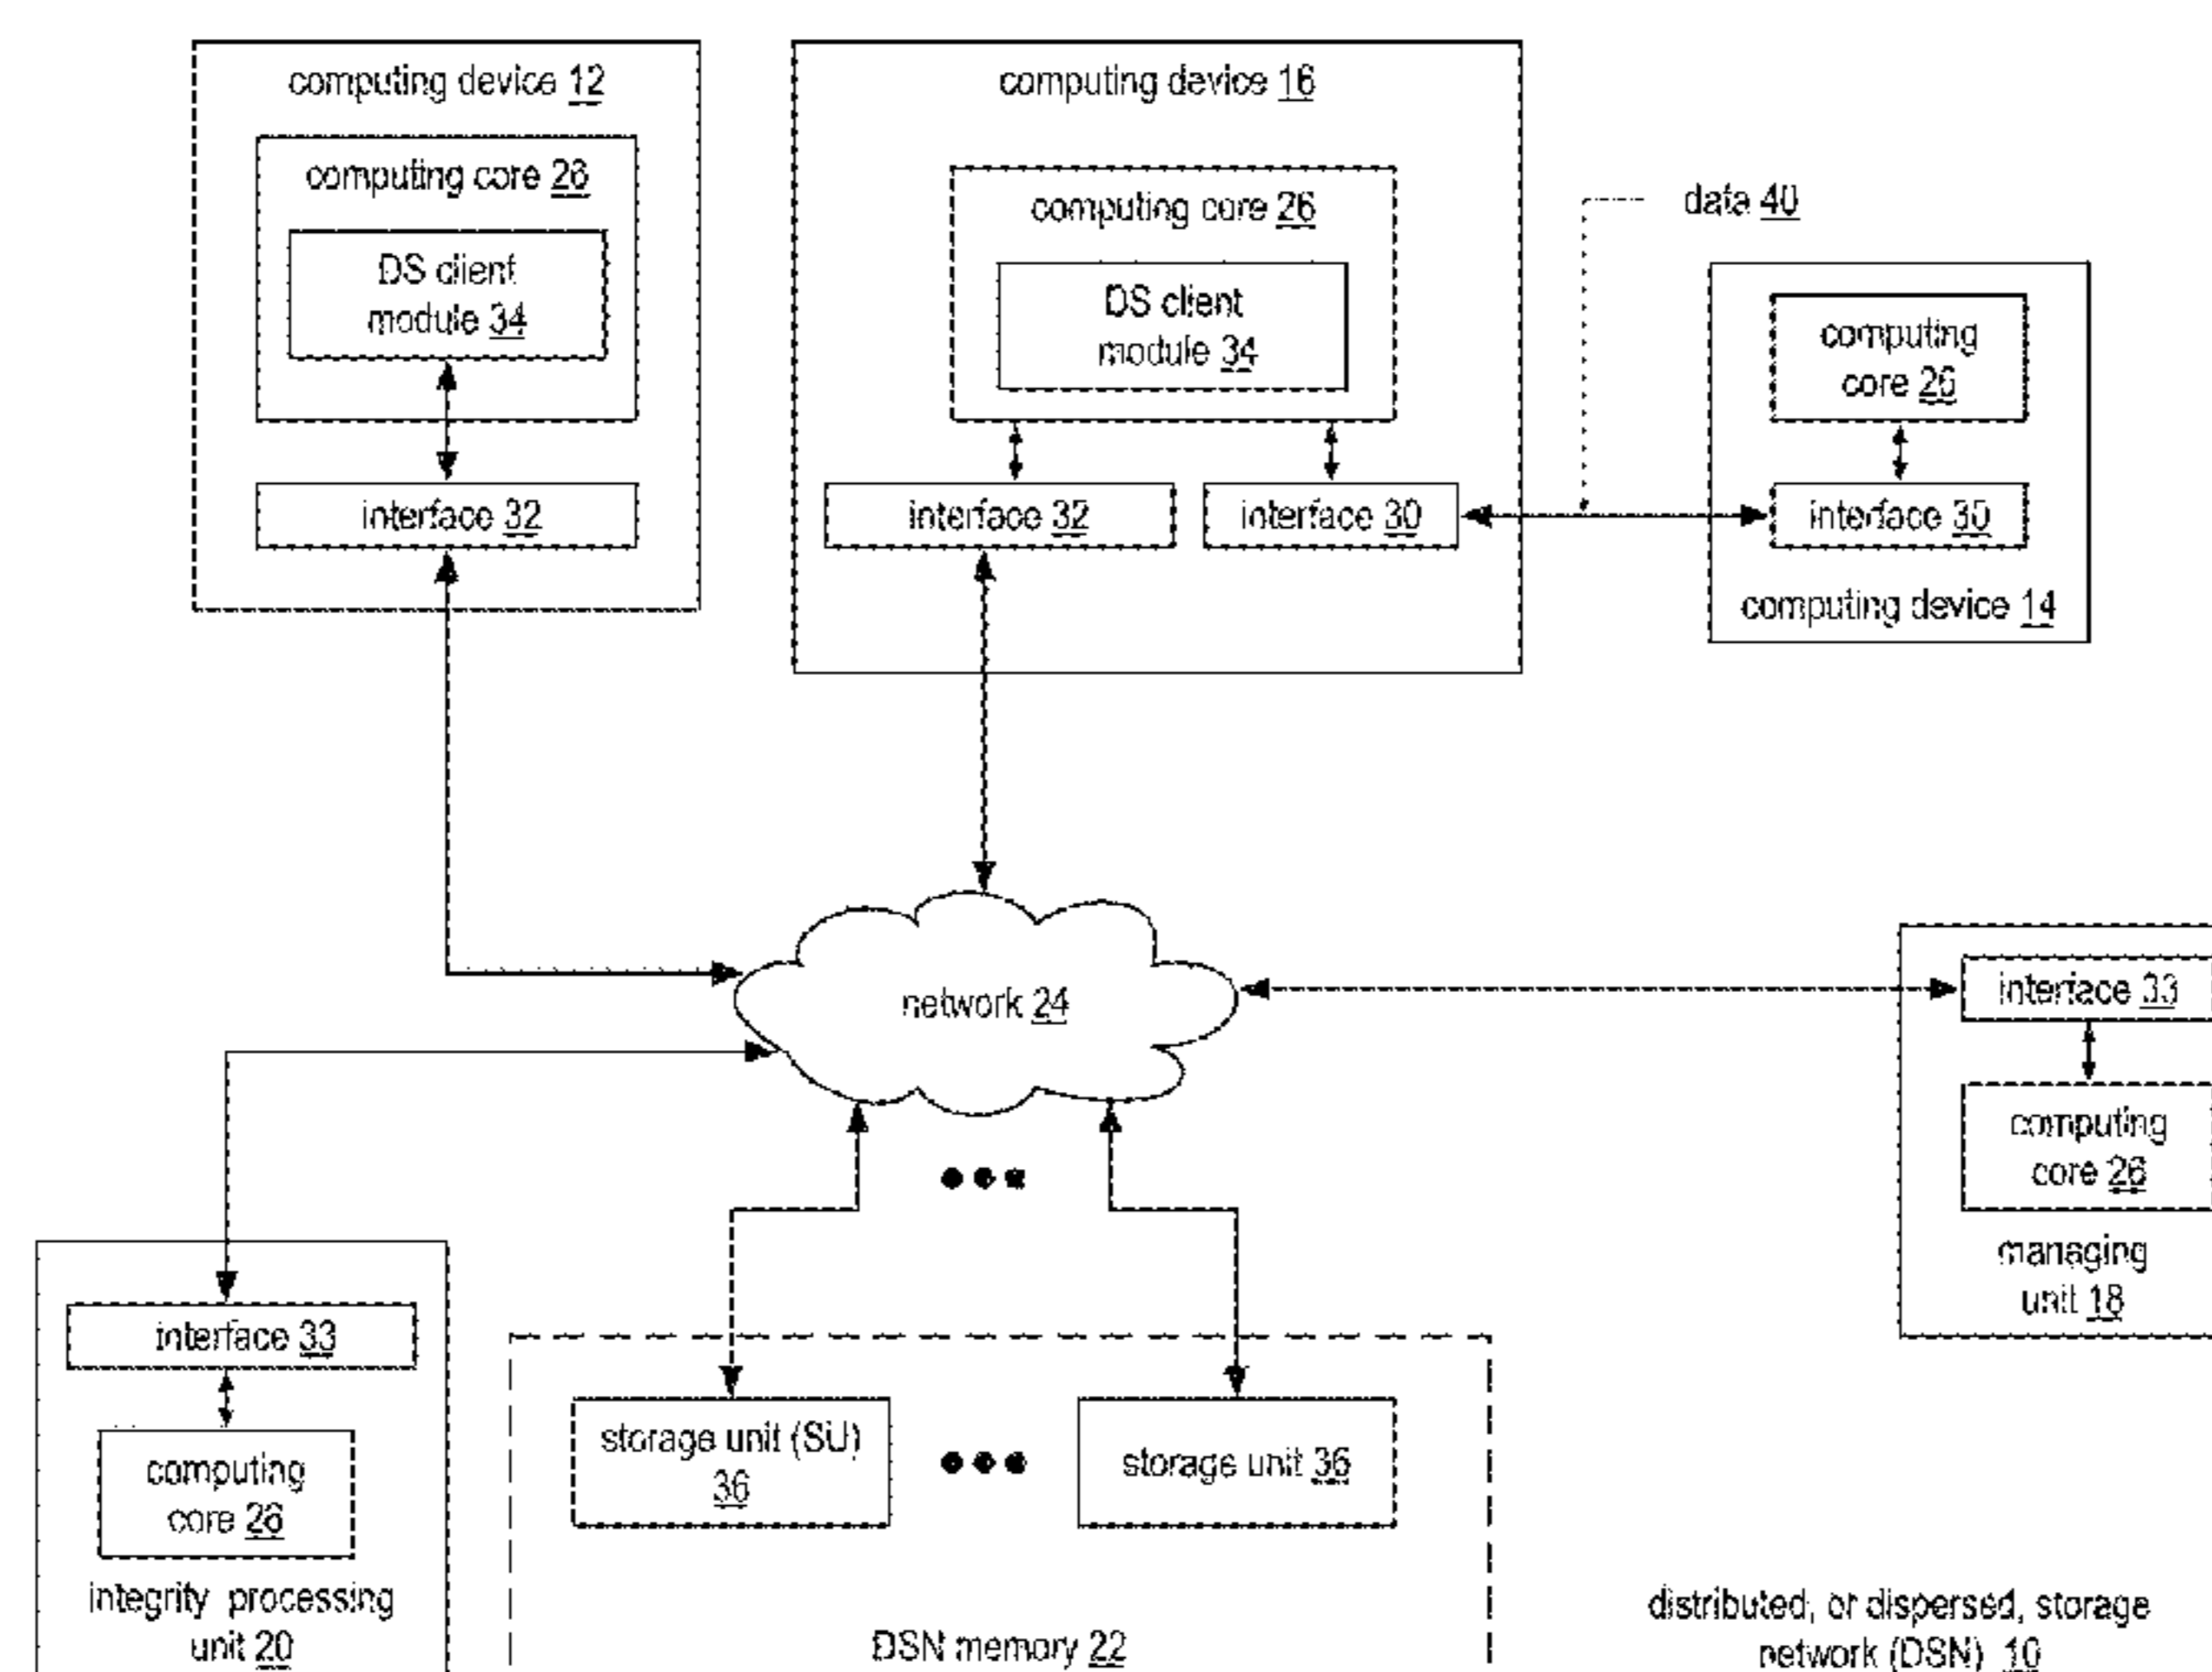 computing device 12
computing core 26
DS client
module 34
interface 32
computing device 16
computing core 26
DS client
module 34
interface 32
interface 30
data 40
computing
core 26
interface 30
computing device 14
network 24
interface 33
computing
core 26
managing
unit 18
interface 33
computing
core 26
integrity processing
unit 20
storage unit (SU)
36
storage unit 36
DSN memory 22
distributed, or dispersed, storage
network (DSN) 10